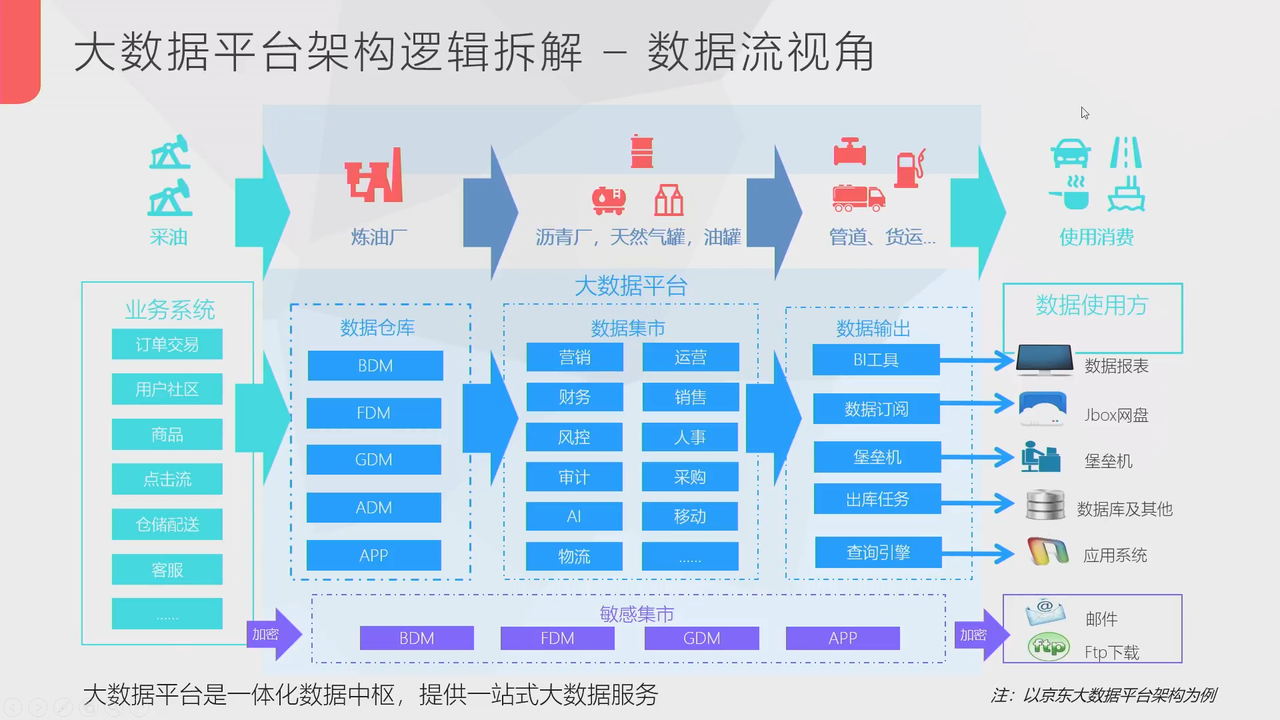 大数据平台架构逻辑拆解 – 数据流视角
采油
炼油厂
沥青厂，天然气罐，油罐
管道、货运...
使用消费
大数据平台
业务系统
订单交易
用户社区
商品
点击流
仓储配送
客服
......
数据仓库
BDM
FDM
GDM
ADM
APP
数据集市
营销 运营
财务 销售
风控 人事
审计 采购
AI 移动
物流 ......
数据输出
BI工具
数据订阅
堡垒机
出库任务
查询引擎
数据使用方
数据报表
Jbox网盘
堡垒机
数据库及其他
应用系统
加密
敏感集市
BDM FDM GDM APP
加密
@
邮件
ftp
Ftp下载
大数据平台是一体化数据中枢，提供一站式大数据服务
注：以京东大数据平台架构为例